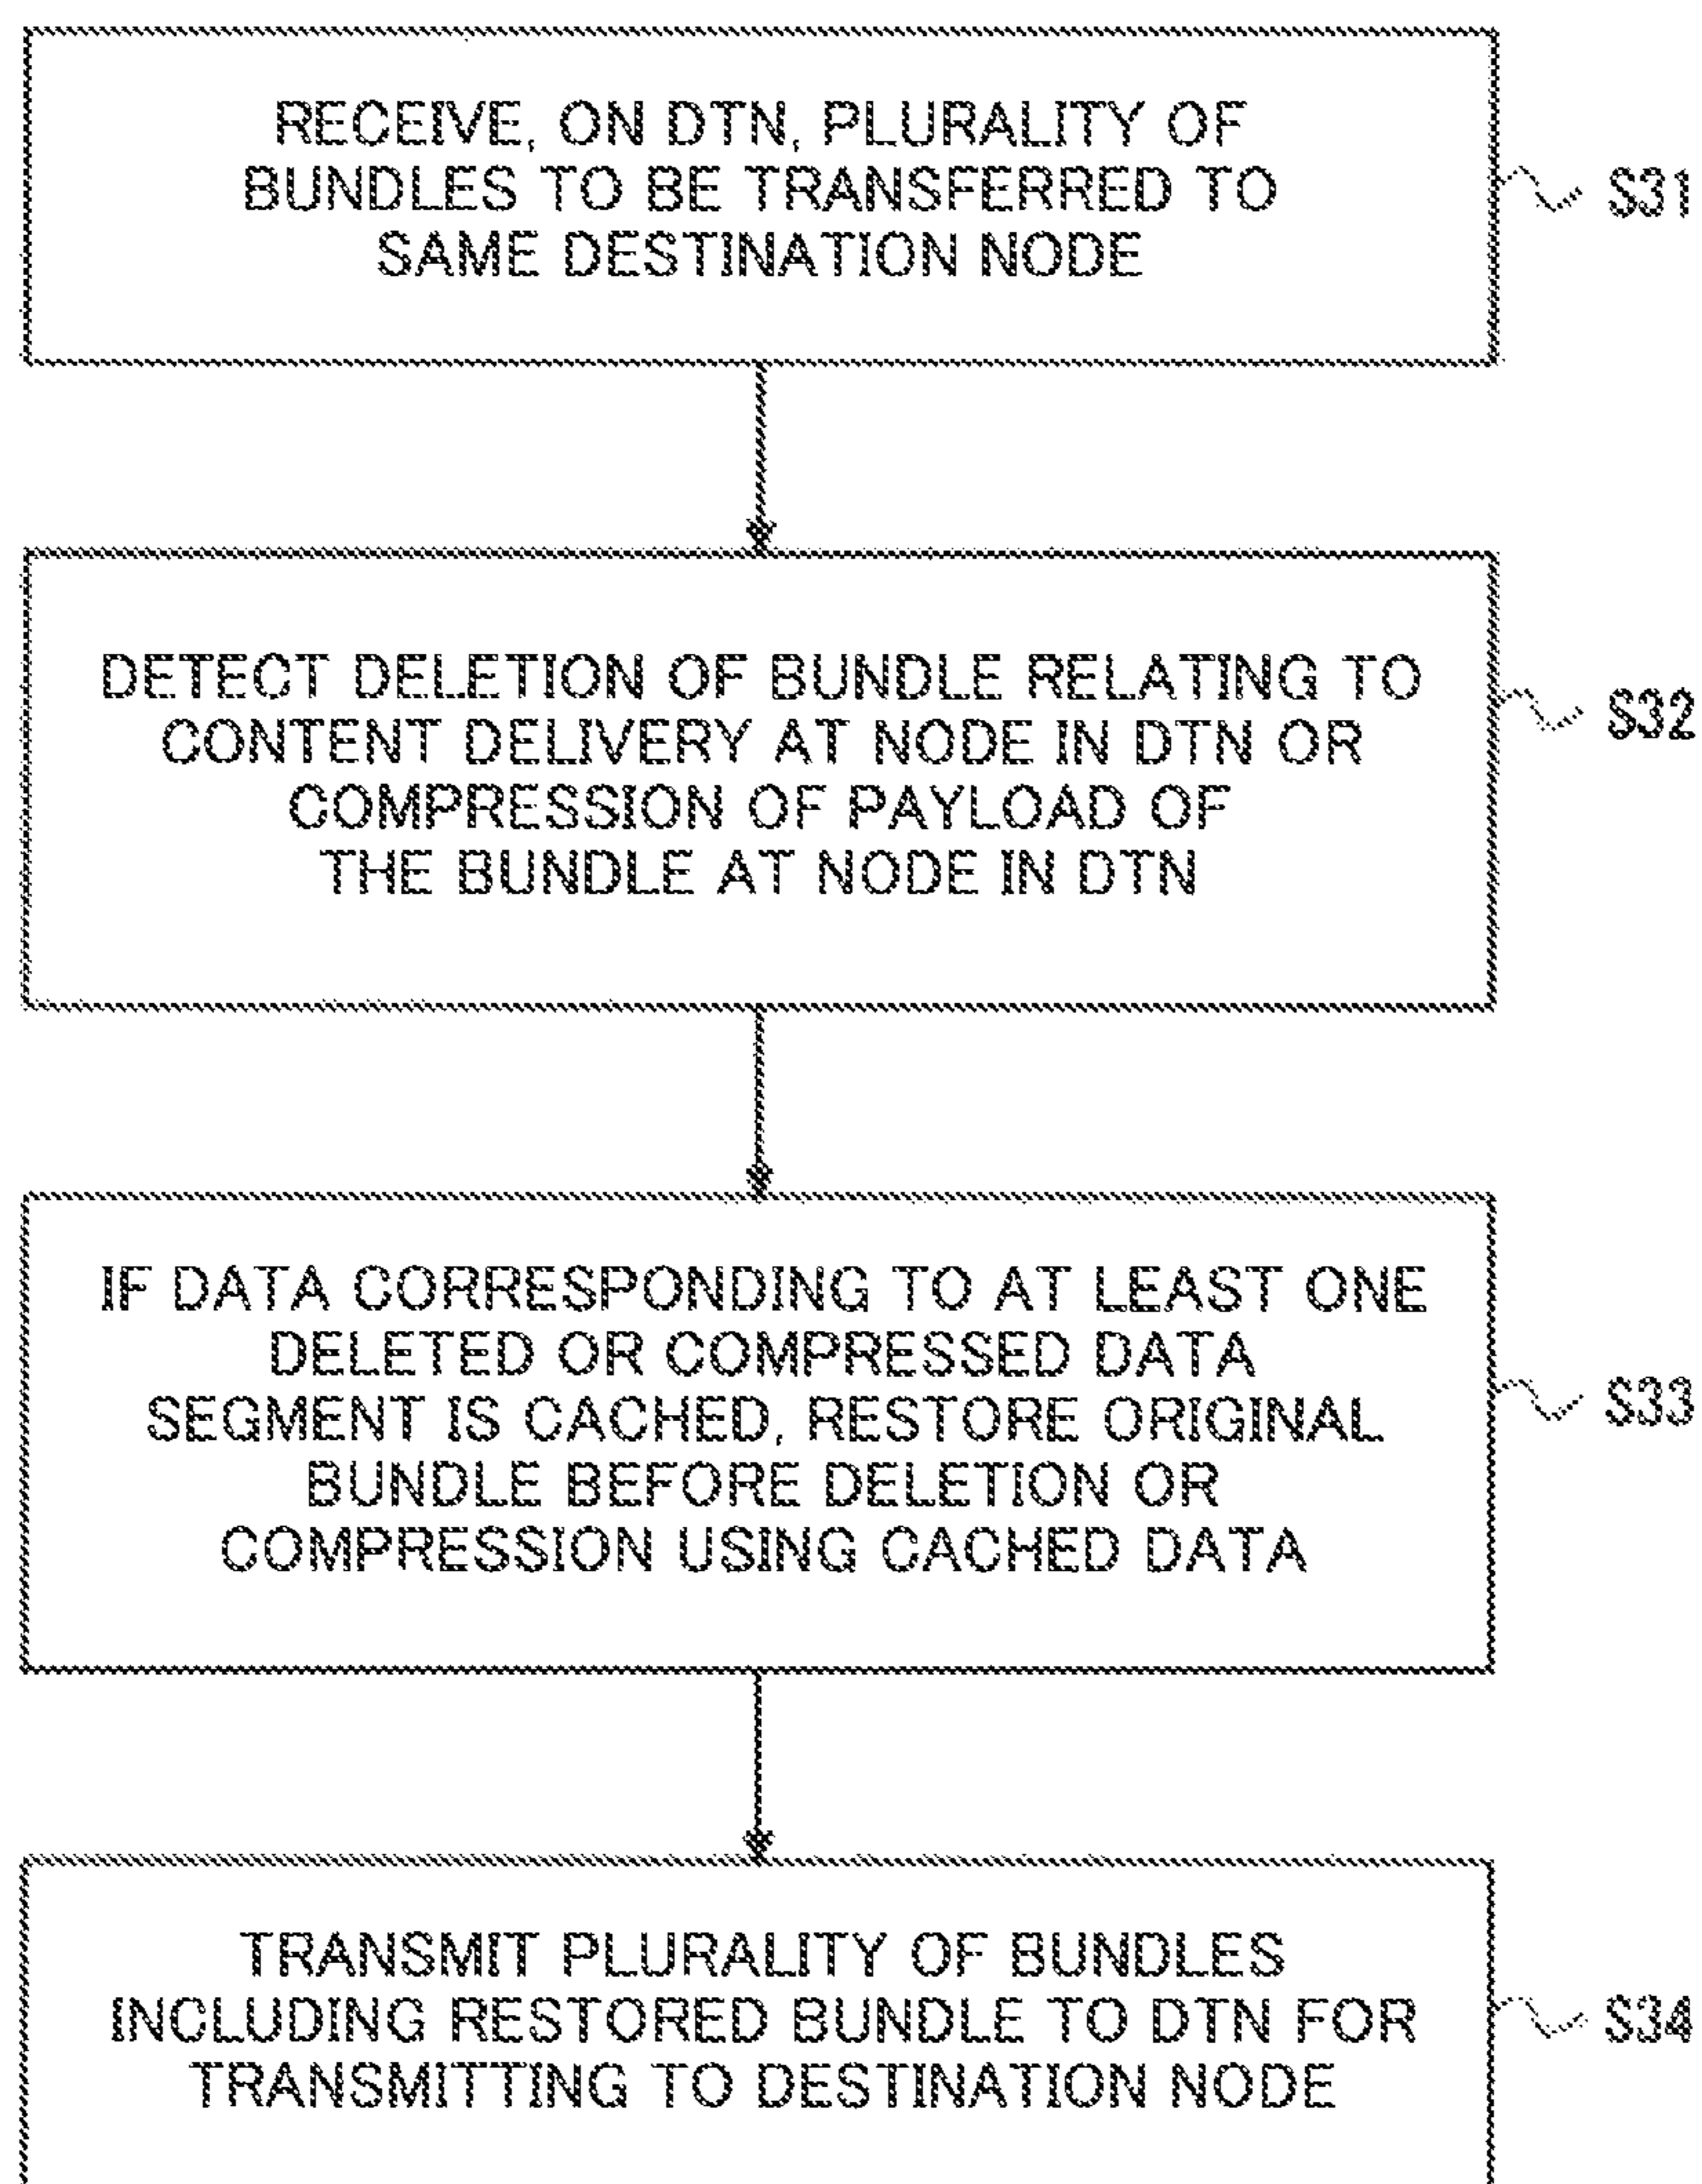 RECEIVE, ON DTN, PLURALITY OF
BUNDLES TO BE TRANSFERRED TO
SAME DESTINATION NODE
S31
DETECT DELETION OF BUNDLE RELATING TO
CONTENT DELIVERY AT NODE IN DTN OR
COMPRESSION OF PAYLOAD OF
THE BUNDLE AT NODE IN DTN
S32
IF DATA CORRESPONDING TO AT LEAST ONE
DELETED OR COMPRESSED DATA
SEGMENT IS CACHED, RESTORE ORIGINAL
BUNDLE BEFORE DELETION OR
COMPRESSION USING CACHED DATA
S33
TRANSMIT PLURALITY OF BUNDLES
INCLUDING RESTORED BUNDLE TO DTN FOR
TRANSMITTING TO DESTINATION NODE
S34